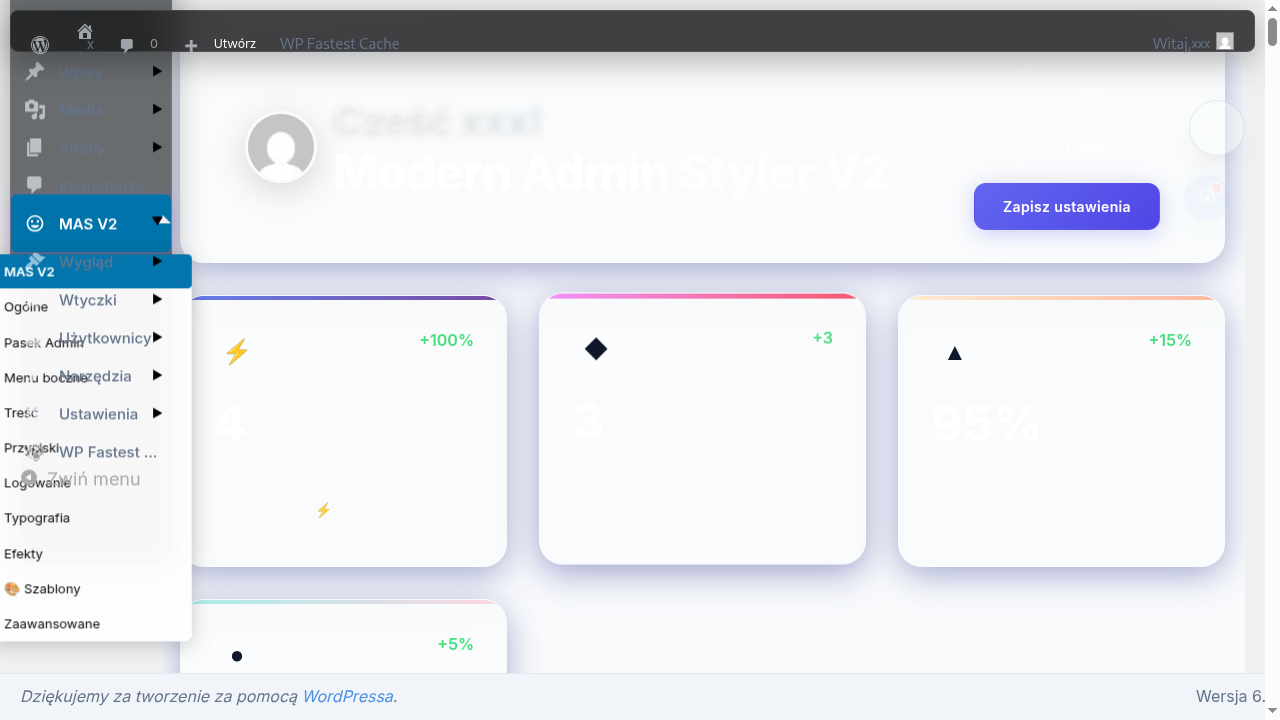 x
0
Utwórz
WP Fastest Cache
Witaj,xxx
Wpisy
Media
Strony
Komentarze
MAS V2
Wygląd
Wtyczki
Użytkownicy
Narzędzia
Ustawienia
WP Fastest ...
Zwiń menu
MAS V2
Ogólne
Pasek Admin
Menu boczne
Treść
Przyciski
Logowanie
Typografia
Efekty
🎨 Szablony
Zaawansowane
Cześć xxx!
Modern Admin Styler V2
Import
Export
Zapisz ustawienia
⚡
+100%
4
⚡
+3
3
+15%
95%
+5%
Dziękujemy za tworzenie za pomocą WordPressa.
Wersja 6.